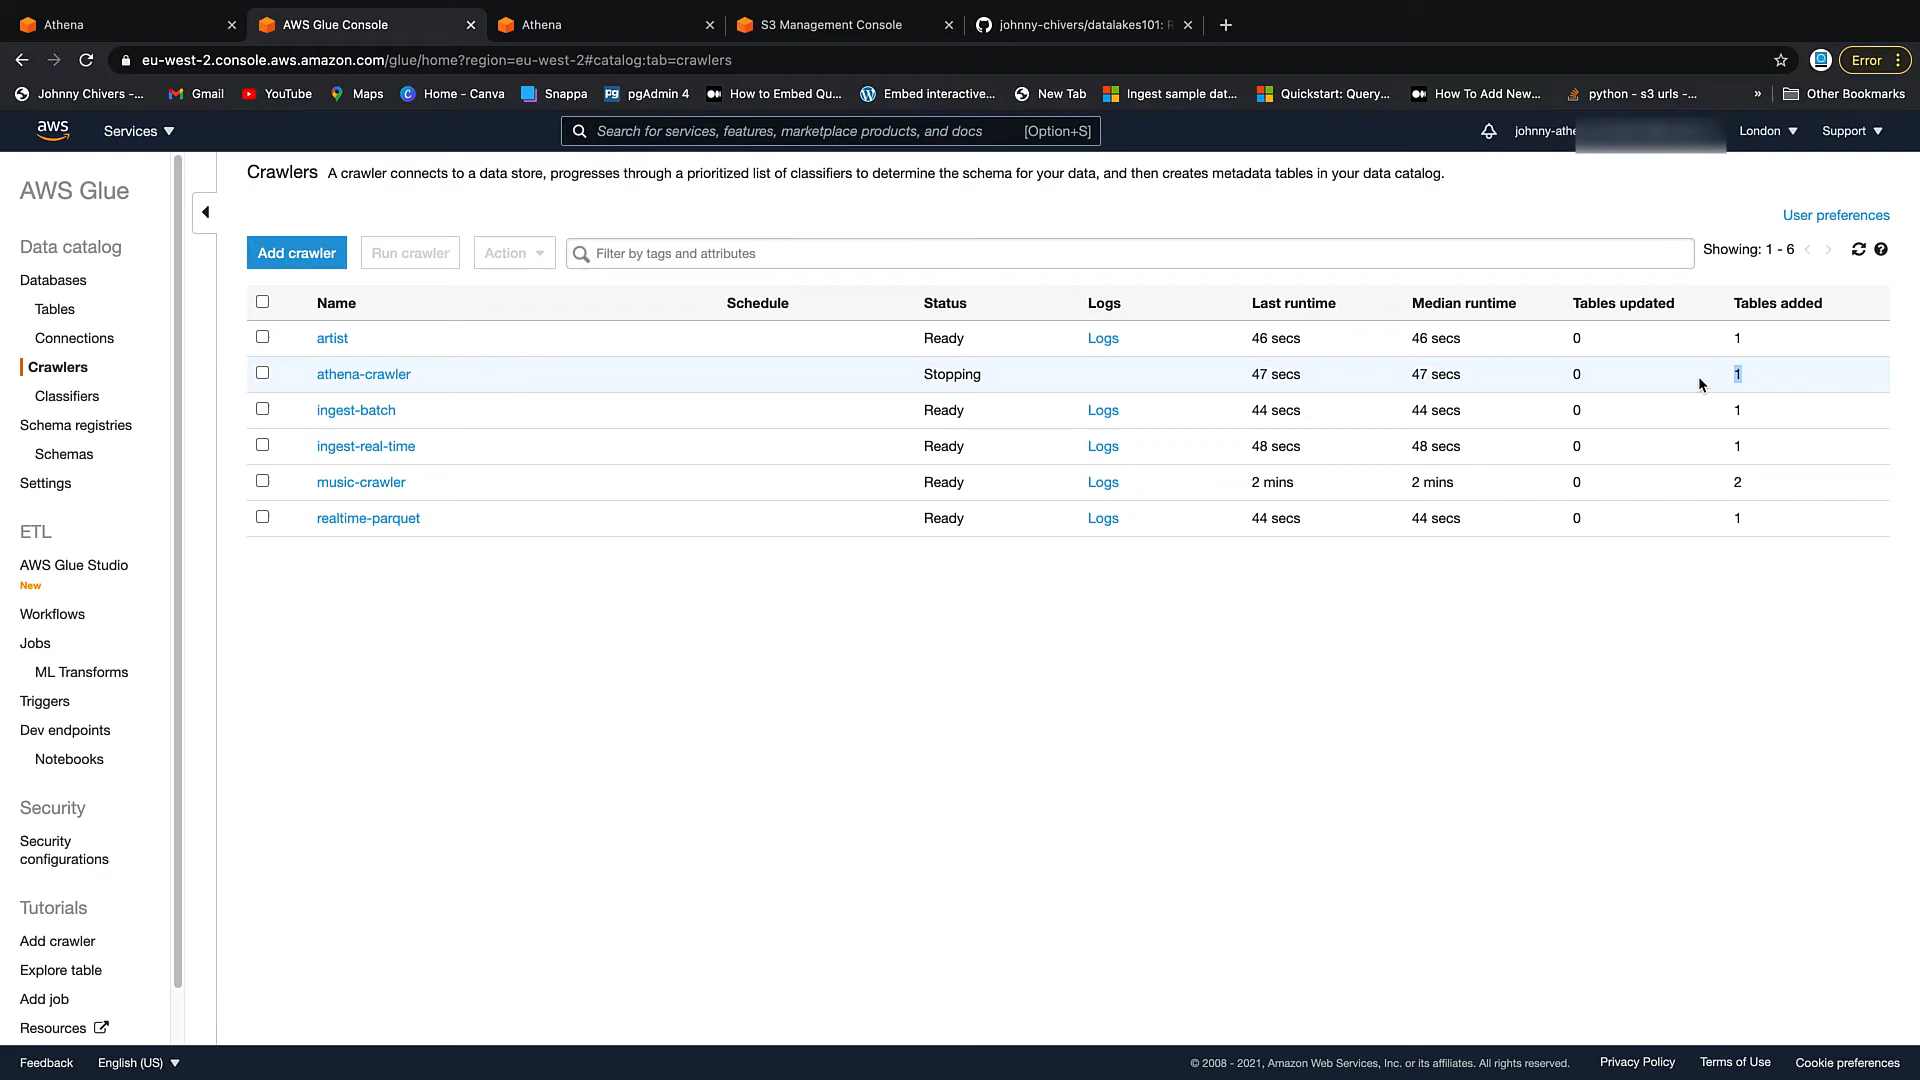 Athena
AWS Glue Console
Athena
S3 Management Console
johnny-chivers/datalakes101: R
eu-west-2.console.aws.amazon.com/glue/home?region=eu-west-2#catalog:tab=crawlers
Error
Johnny Chivers -...
Gmail
YouTube
Maps
Home - Canva
Snappa
pgAdmin 4
How to Embed Qu...
Embed interactive...
New Tab
Ingest sample dat...
Quickstart: Query...
How To Add New...
python - s3 urls -...
»
Other Bookmarks
aws
Services
Search for services, features, marketplace products, and docs
[Option+S]
johnny-athe
London
Support
AWS Glue
Data catalog
Databases
Tables
Connections
Crawlers
Classifiers
Schema registries
Schemas
Settings
ETL
AWS Glue Studio
New
Workflows
Jobs
ML Transforms
Triggers
Dev endpoints
Notebooks
Security
Security
configurations
Tutorials
Add crawler
Explore table
Add job
Resources
Crawlers A crawler connects to a data store, progresses through a prioritized list of classifiers to determine the schema for your data, and then creates metadata tables in your data catalog.
User preferences
Add crawler
Run crawler
Action
Filter by tags and attributes
Showing: 1 - 6
Name Schedule Status Logs Last runtime Median runtime Tables updated Tables added
artist Ready Logs 46 secs 46 secs 0 1
athena-crawler Stopping 47 secs 47 secs 0 1
ingest-batch Ready Logs 44 secs 44 secs 0 1
ingest-real-time Ready Logs 48 secs 48 secs 0 1
music-crawler Ready Logs 2 mins 2 mins 0 2
realtime-parquet Ready Logs 44 secs 44 secs 0 1
Feedback
English (US)
© 2008 - 2021, Amazon Web Services, Inc. or its affiliates. All rights reserved.
Privacy Policy
Terms of Use
Cookie preferences